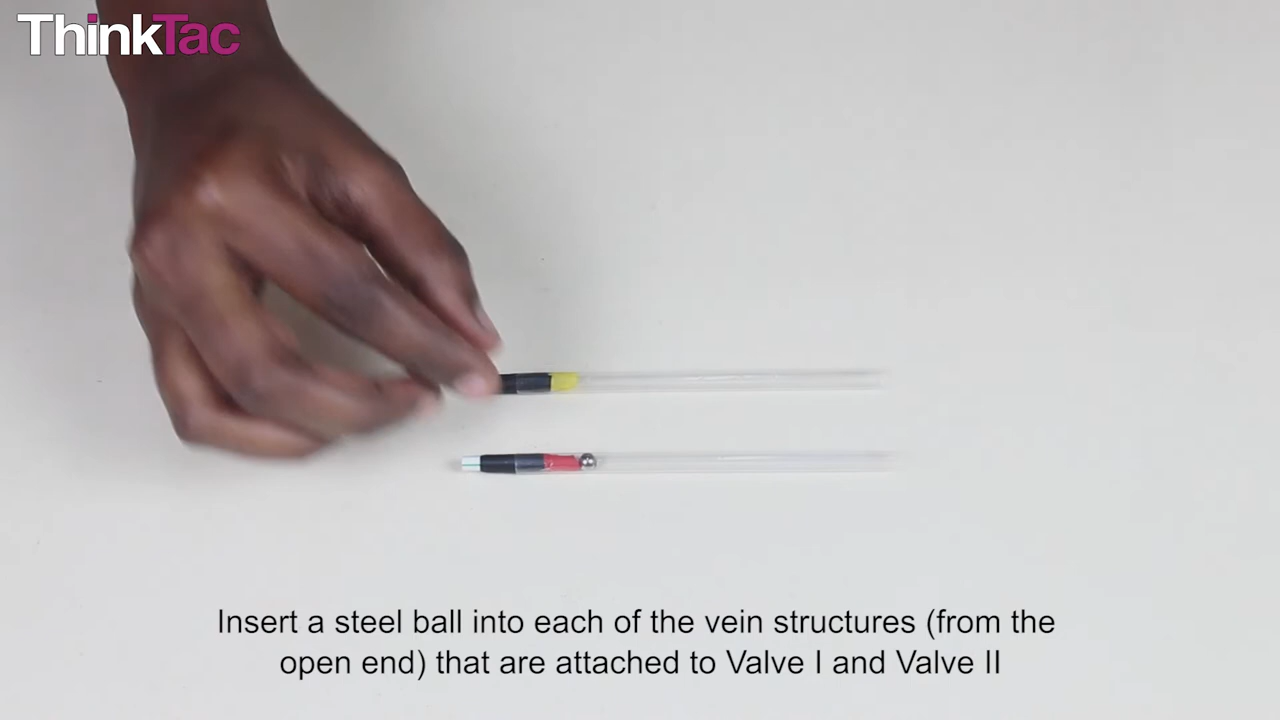 ThinkTac
Insert a steel ball into each of the vein structures (from the
open end) that are attached to Valve I and Valve II